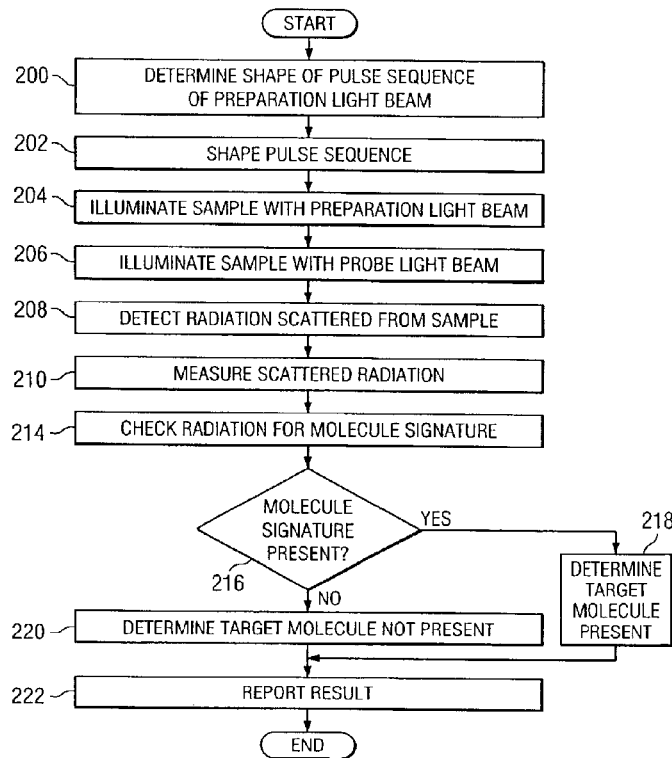 START
200
DETERMINE SHAPE OF PULSE SEQUENCE
OF PREPARATION LIGHT BEAM
202
SHAPE PULSE SEQUENCE
204
ILLUMINATE SAMPLE WITH PREPARATION LIGHT BEAM
206
ILLUMINATE SAMPLE WITH PROBE LIGHT BEAM
208
DETECT RADIATION SCATTERED FROM SAMPLE
210
MEASURE SCATTERED RADIATION
214
CHECK RADIATION FOR MOLECULE SIGNATURE
MOLECULE
SIGNATURE
PRESENT?
216
YES
218
DETERMINE
TARGET
MOLECULE
PRESENT
NO
220
DETERMINE TARGET MOLECULE NOT PRESENT
222
REPORT RESULT
END